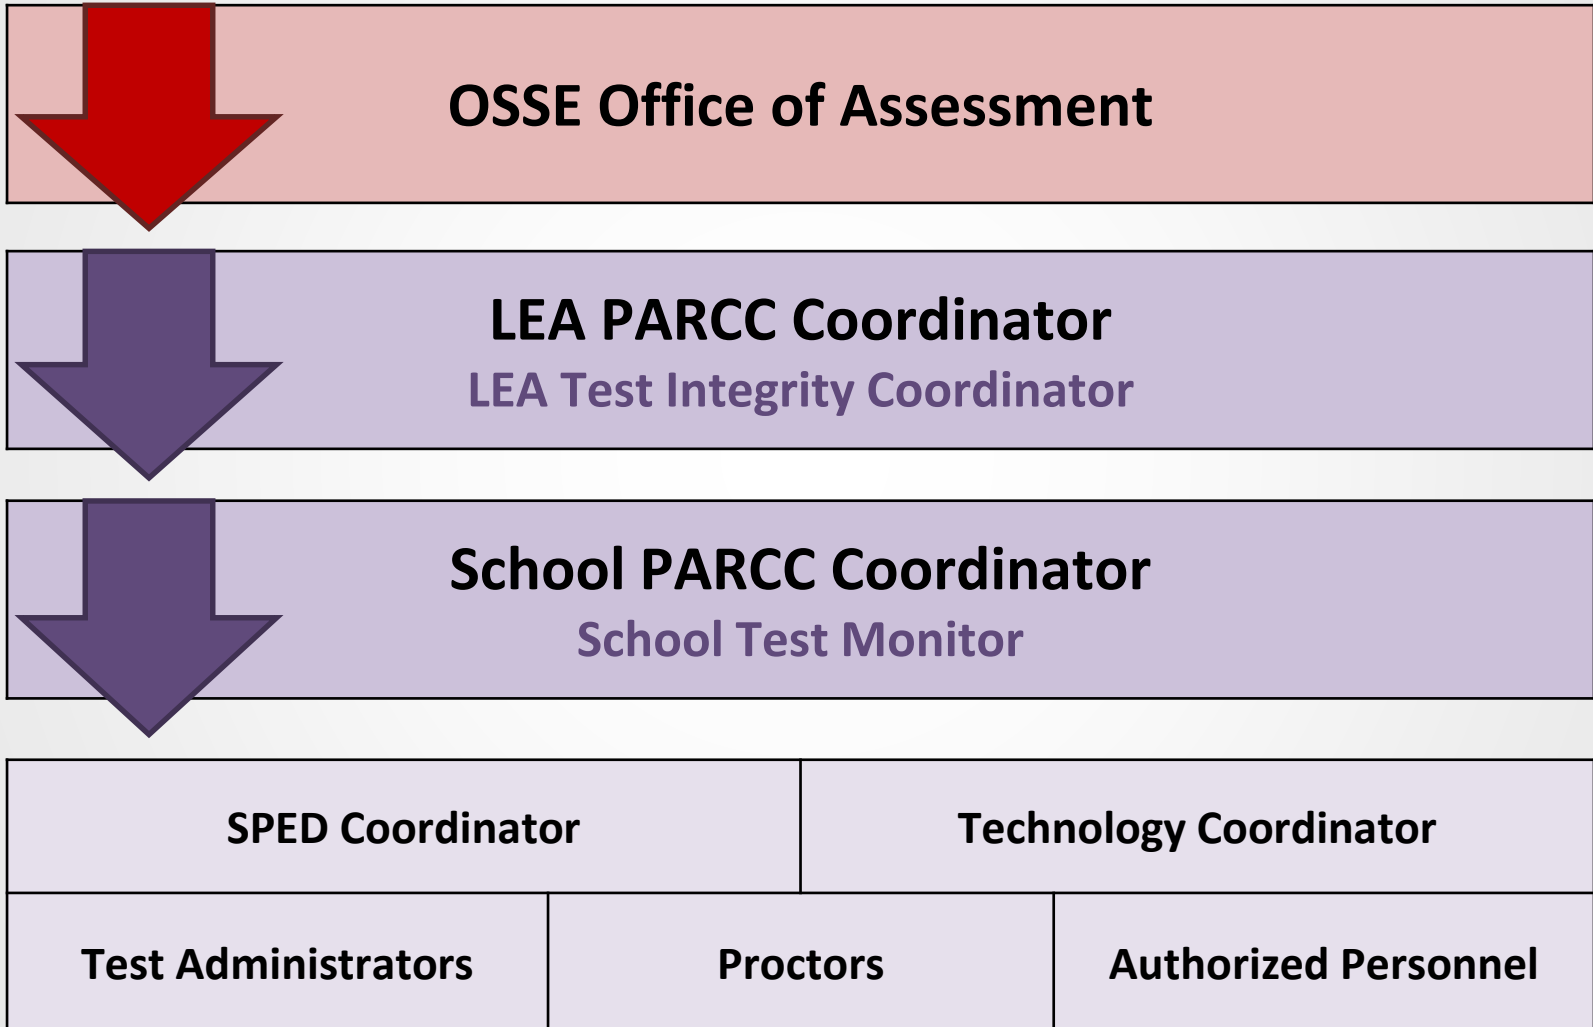 OSSE Office of Assessment
LEA PARCC Coordinator
LEA Test Integrity Coordinator
School PARCC Coordinator
School Test Monitor
SPED Coordinator
Technology Coordinator
Test Administrators
Proctors
Authorized Personnel